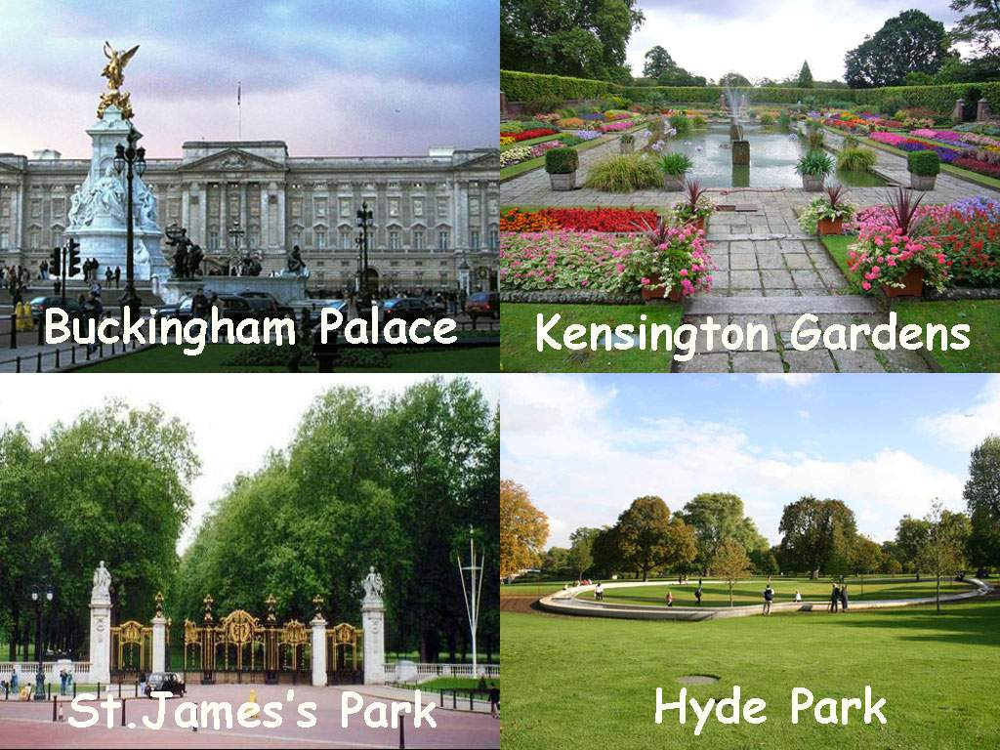 Buckingham Palace
Kensington Gardens
St.James's Park
Hyde Park